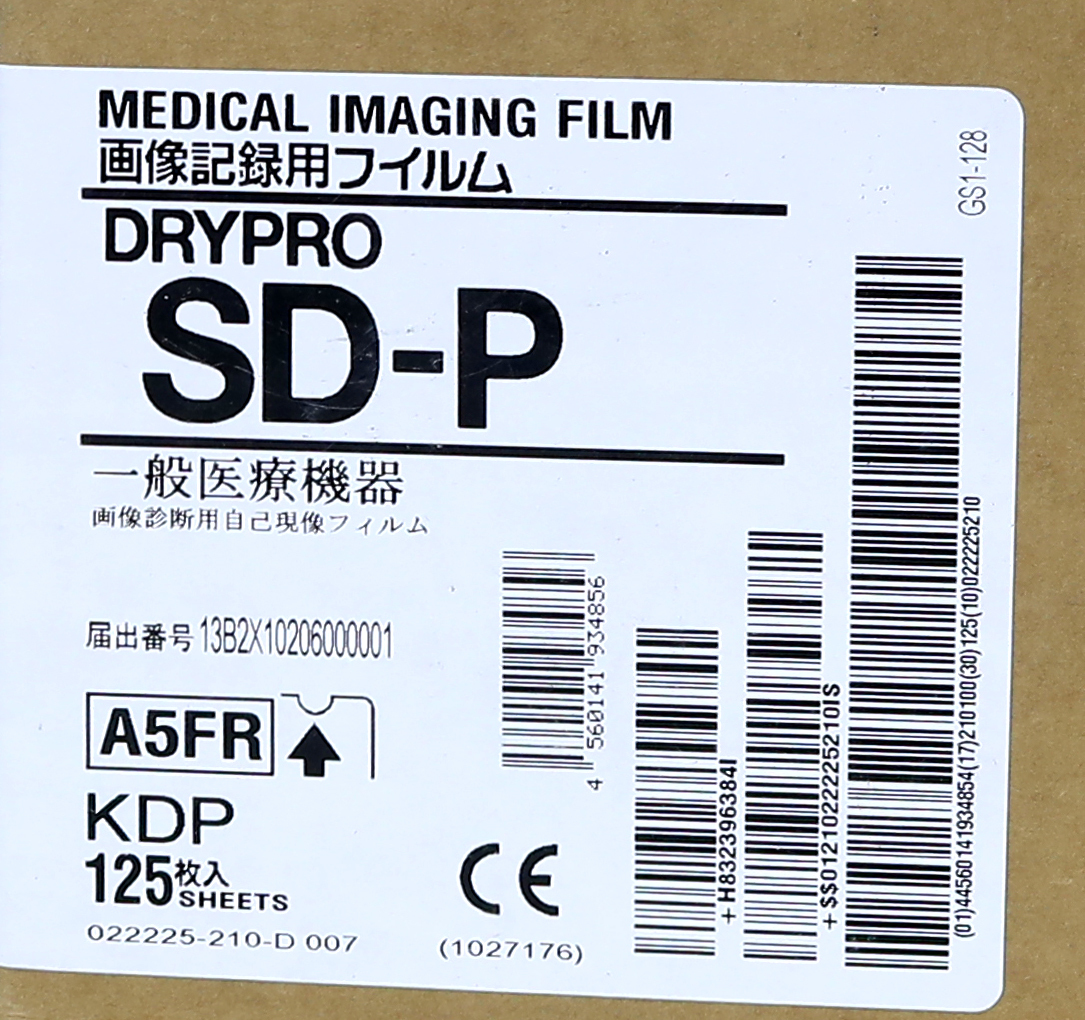 MEDICAL IMAGING FILM
画像記録用フイルム
DRYPRO
SD-P
一般医療機器
画像診断用自己現像フィルム
届出番号 13B2X10206000001
A5FR
KDP
125枚入
SHEETS
022225-210-D 007
(1027176)
CE
4 560141 934856
+H832396384I
+$$01210222225210IS
(01)44560141934854(17)210100(30)125(10)022225210
GS1-128